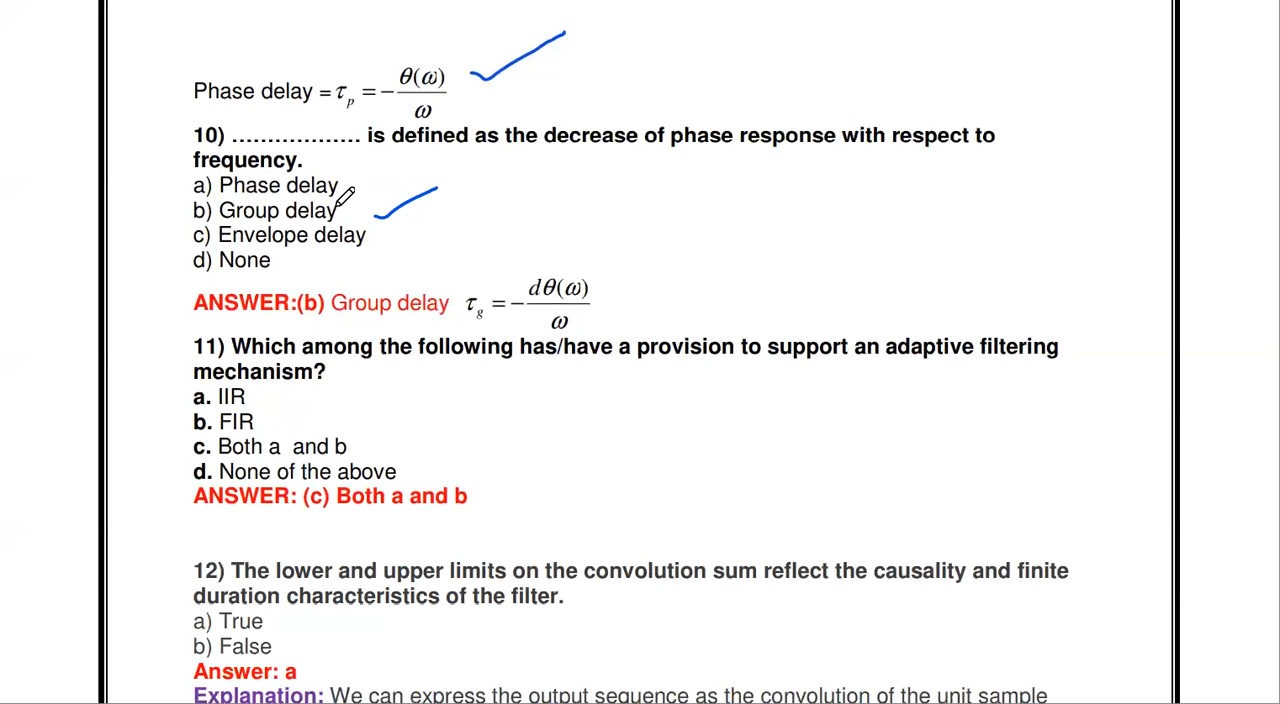 Phase delay = τp = −θ(ω)/ω
10) ……………… is defined as the decrease of phase response with respect to
frequency.
a) Phase delay
b) Group delay
c) Envelope delay
d) None
ANSWER:(b) Group delay τg = −dθ(ω)/ω
11) Which among the following has/have a provision to support an adaptive filtering
mechanism?
a. IIR
b. FIR
c. Both a and b
d. None of the above
ANSWER: (c) Both a and b
12) The lower and upper limits on the convolution sum reflect the causality and finite
duration characteristics of the filter.
a) True
b) False
Answer: a
Explanation: We can express the output sequence as the convolution of the unit sample